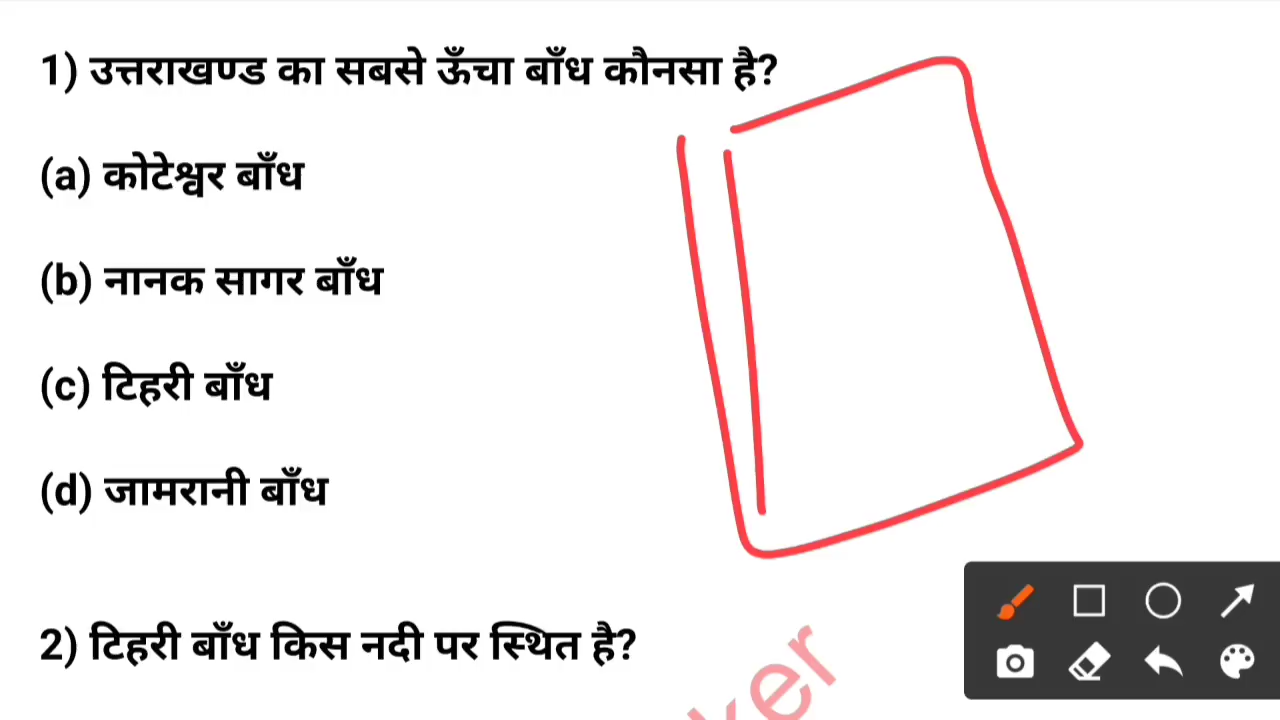 1) उत्तराखण्ड का सबसे ऊँचा बाँध कौनसा है?
(a) कोटेश्वर बाँध
(b) नानक सागर बाँध
(c) टिहरी बाँध
(d) जामरानी बाँध
2) टिहरी बाँध किस नदी पर स्थित है?